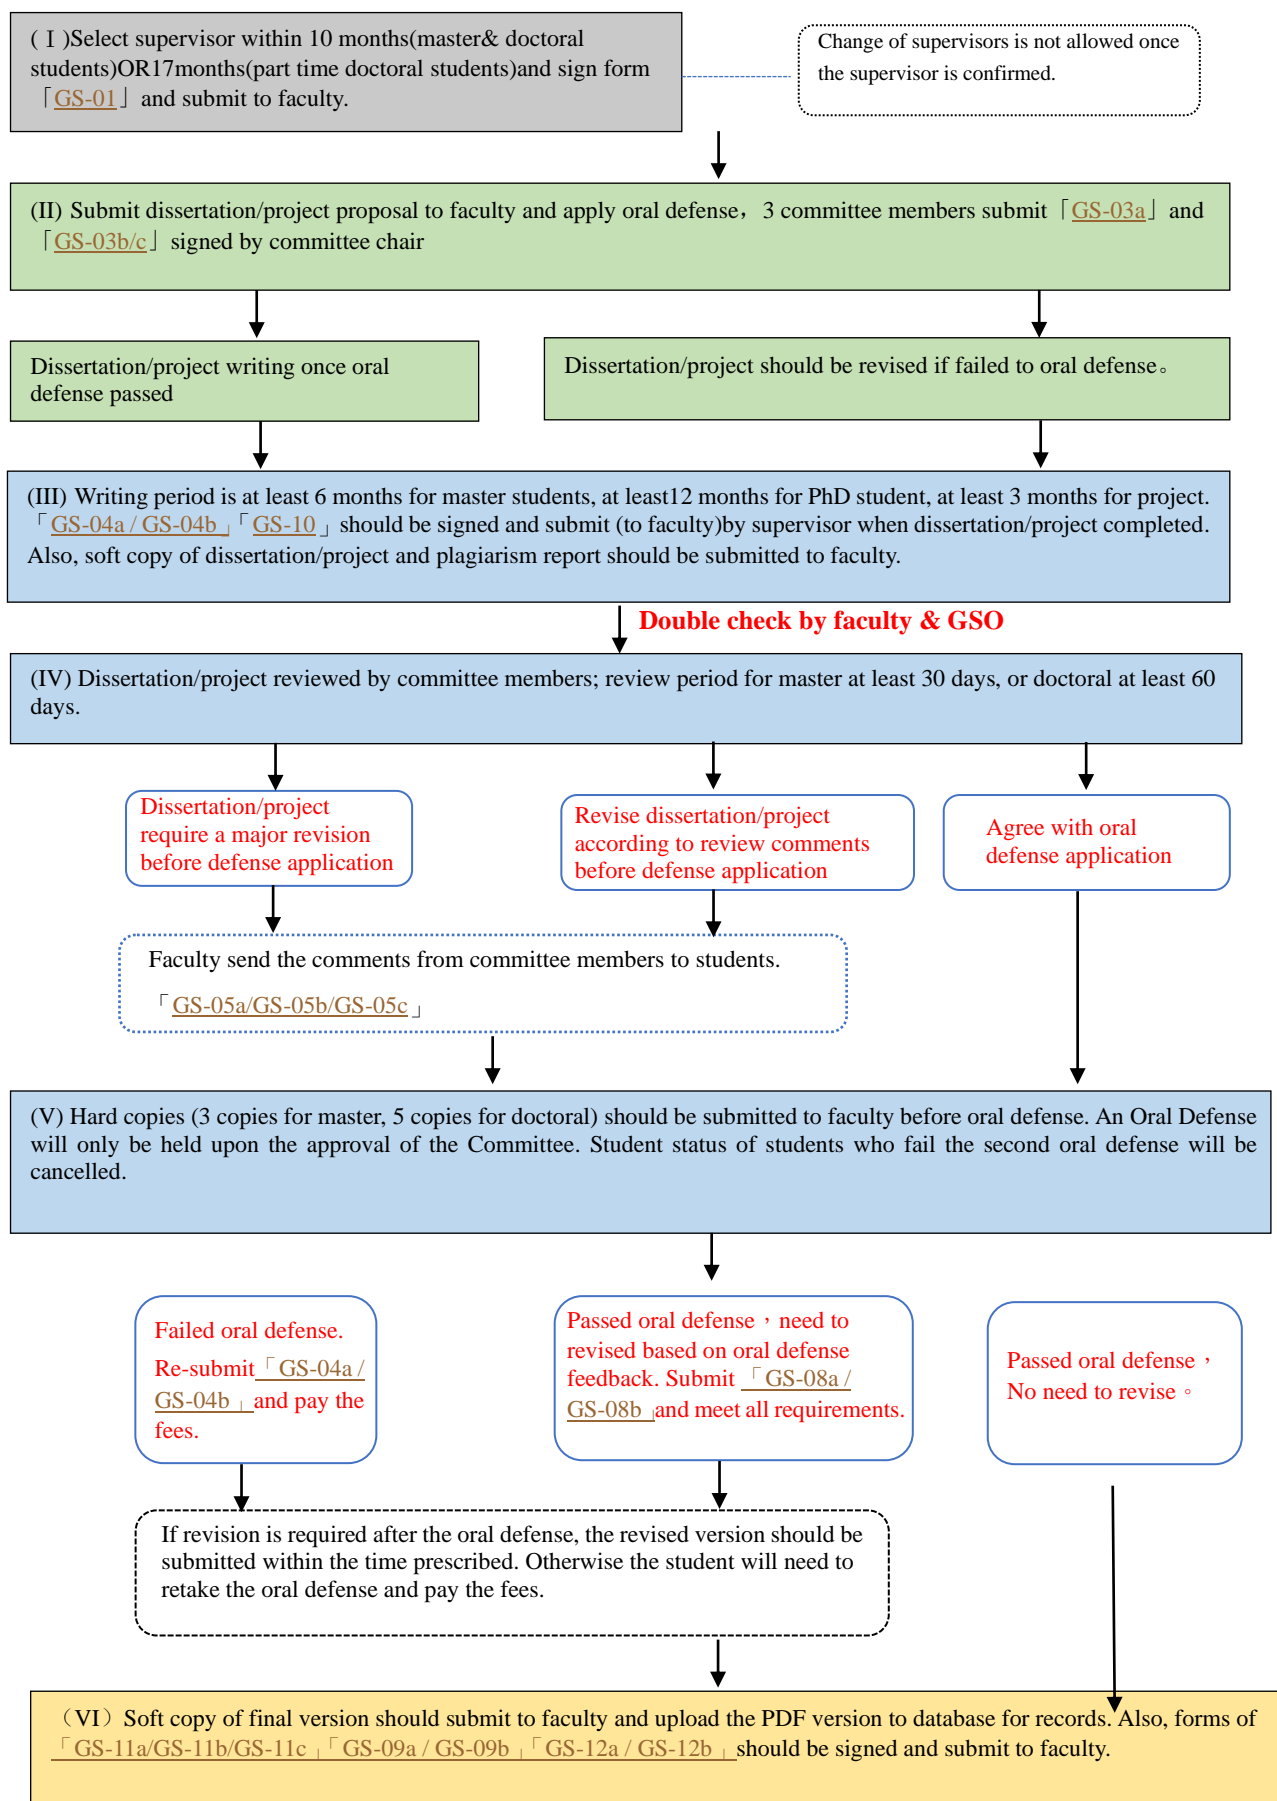 ( Ⅰ )Select supervisor within 10 months(master& doctoral
students)OR17months(part time doctoral students)and sign form
「GS-01」 and submit to faculty.
Change of supervisors is not allowed once
the supervisor is confirmed.
(II) Submit dissertation/project proposal to faculty and apply oral defense，3 committee members submit「GS-03a」and
「GS-03b/c」signed by committee chair
Dissertation/project writing once oral
defense passed
Dissertation/project should be revised if failed to oral defense。
(III) Writing period is at least 6 months for master students, at least12 months for PhD student, at least 3 months for project.
「GS-04a / GS-04b」「GS-10」should be signed and submit (to faculty)by supervisor when dissertation/project completed.
Also, soft copy of dissertation/project and plagiarism report should be submitted to faculty.
Double check by faculty & GSO
(IV) Dissertation/project reviewed by committee members; review period for master at least 30 days, or doctoral at least 60
days.
Dissertation/project
require a major revision
before defense application
Revise dissertation/project
according to review comments
before defense application
Agree with oral
defense application
Faculty send the comments from committee members to students.
「GS-05a/GS-05b/GS-05c」
(V) Hard copies (3 copies for master, 5 copies for doctoral) should be submitted to faculty before oral defense. An Oral Defense
will only be held upon the approval of the Committee. Student status of students who fail the second oral defense will be
cancelled.
Failed oral defense.
Re-submit「GS-04a /
GS-04b」and pay the
fees.
Passed oral defense，need to
revised based on oral defense
feedback. Submit 「GS-08a /
GS-08b」and meet all requirements.
Passed oral defense，
No need to revise。
If revision is required after the oral defense, the revised version should be
submitted within the time prescribed. Otherwise the student will need to
retake the oral defense and pay the fees.
（VI）Soft copy of final version should submit to faculty and upload the PDF version to database for records. Also, forms of
「GS-11a/GS-11b/GS-11c」「GS-09a / GS-09b」「GS-12a / GS-12b」should be signed and submit to faculty.